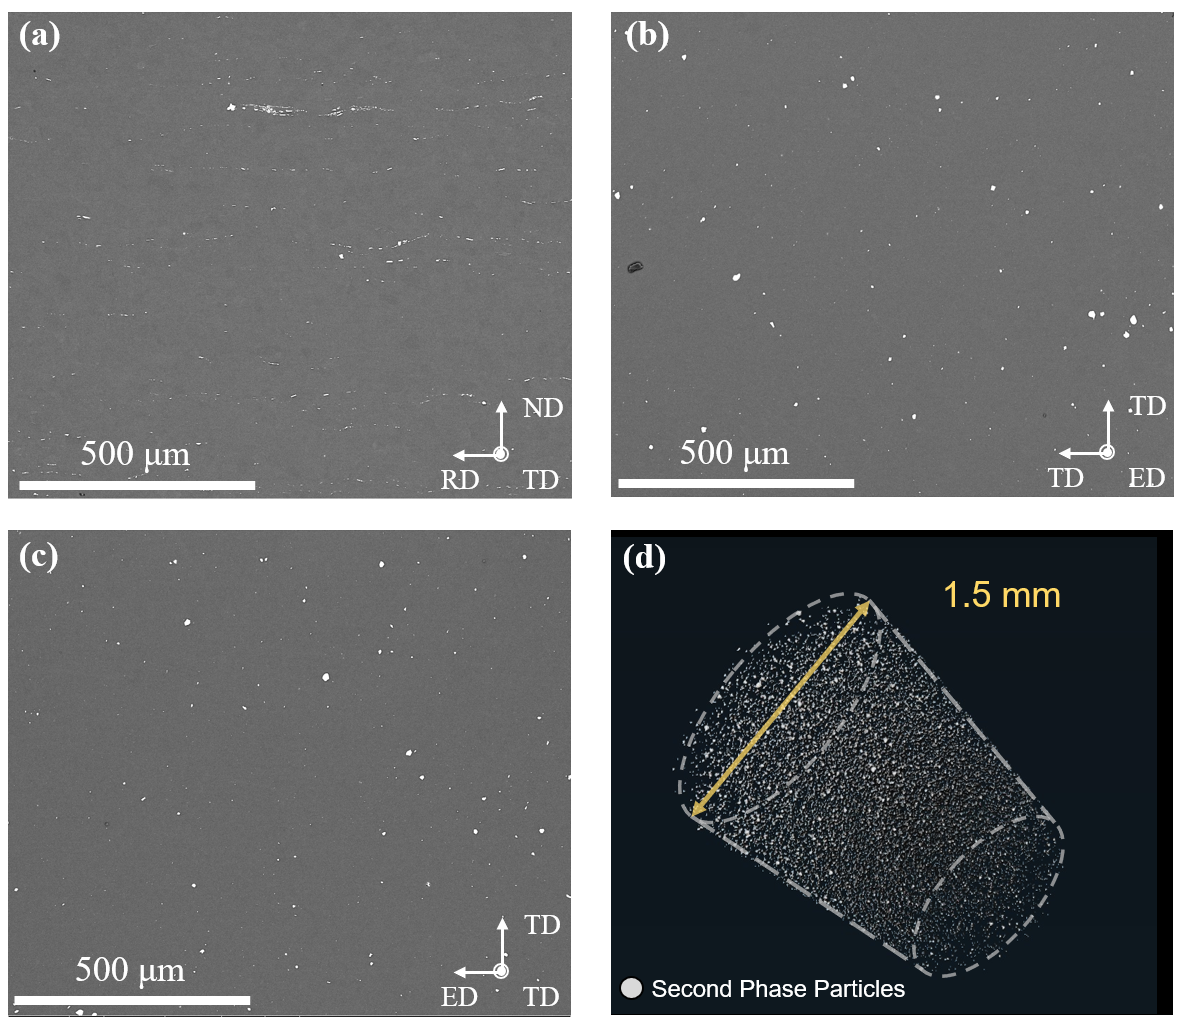 (a)
ND
500 μm
RD
TD
(b)
TD
500 μm
TD
ED
(c)
TD
500 μm
ED
TD
(d)
1.5 mm
Second Phase Particles